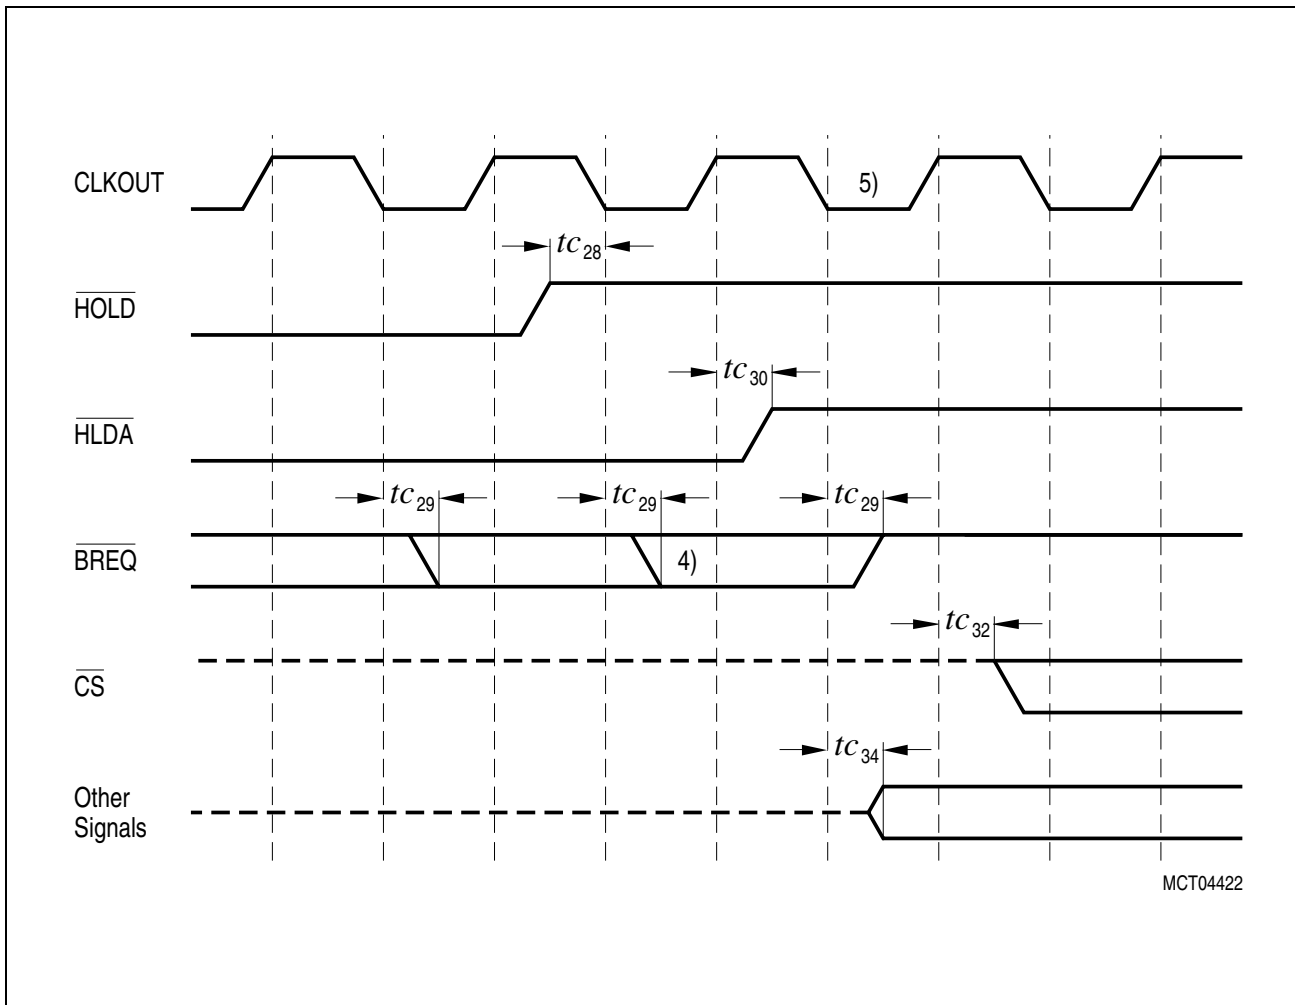 CLKOUT
5)
tc28
HOLD
tc30
HLDA
tc29 tc29 tc29
BREQ
4)
tc32
CS
tc34
Other
Signals
MCT04422